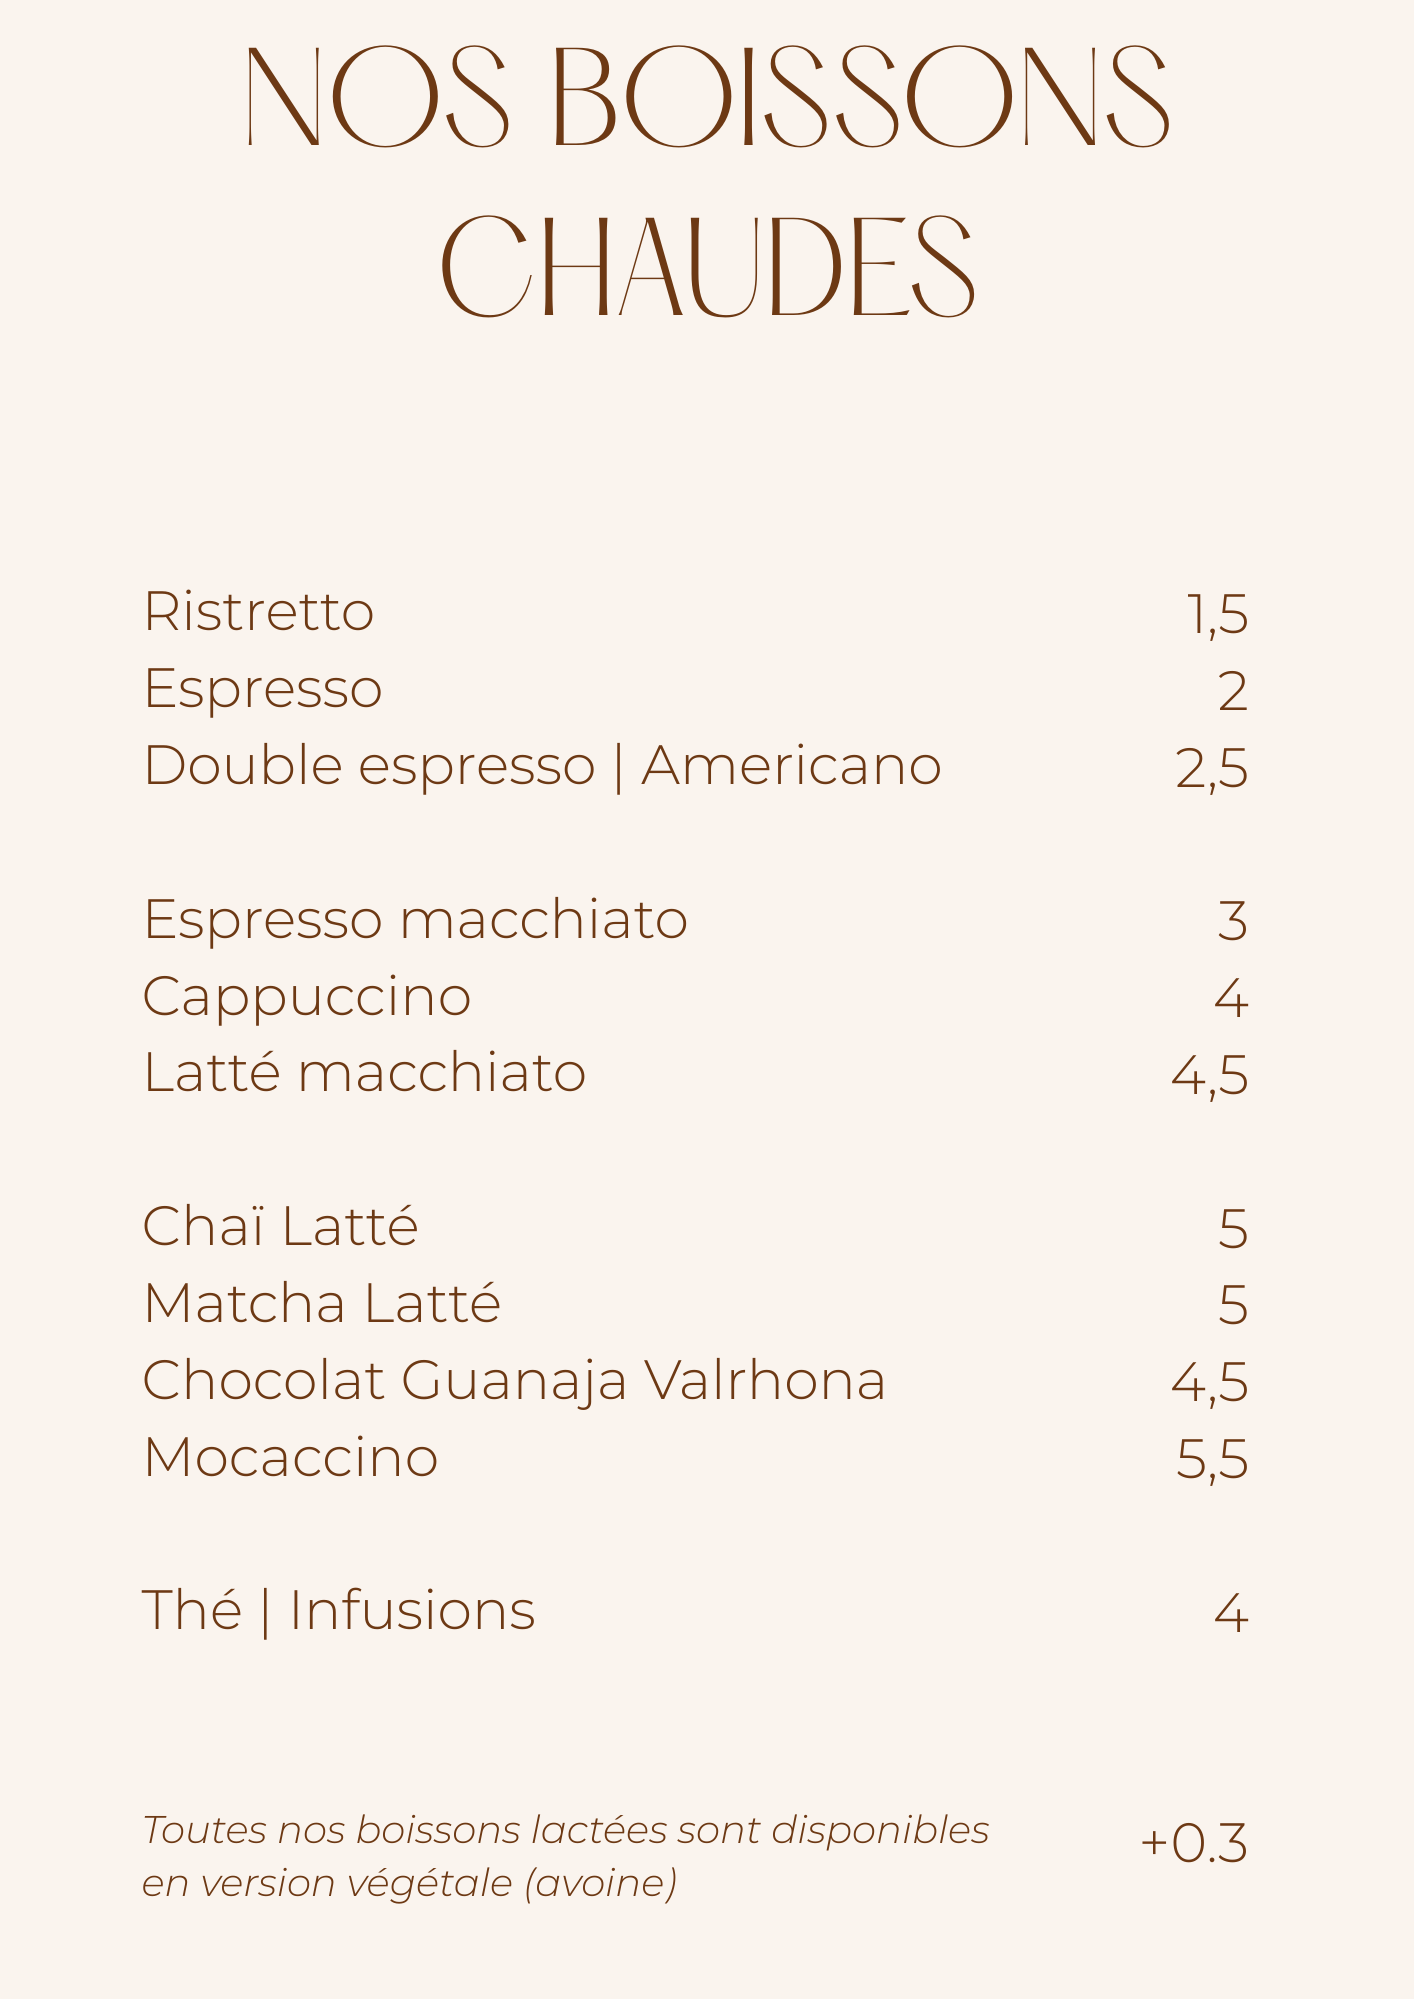 NOS BOISSONS
CHAUDES
Ristretto 1,5
Espresso 2
Double espresso | Americano 2,5
Espresso macchiato 3
Cappuccino 4
Latté macchiato 4,5
Chaï Latté 5
Matcha Latté 5
Chocolat Guanaja Valrhona 4,5
Mocaccino 5,5
Thé | Infusions 4
Toutes nos boissons lactées sont disponibles +0.3
en version végétale (avoine)